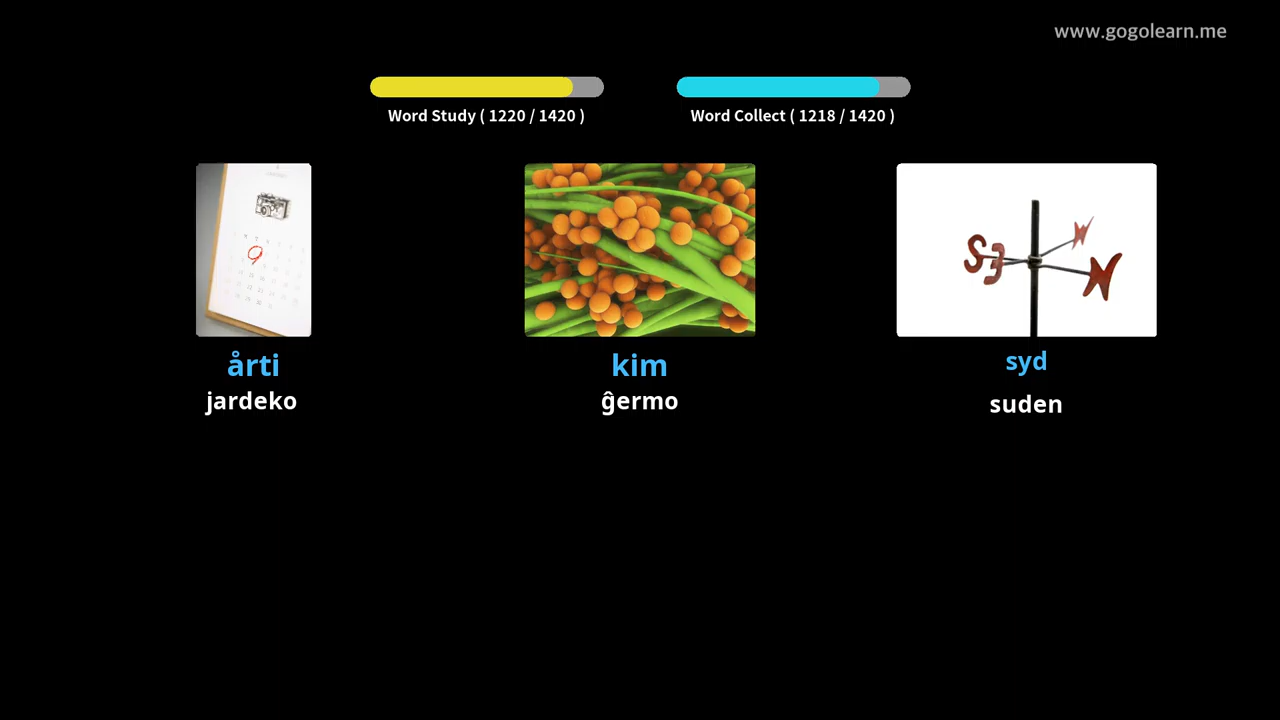 www.gogolearn.me
Word Study ( 1220 / 1420 )
Word Collect ( 1218 / 1420 )
årti
jardeko
kim
ĝermo
syd
suden